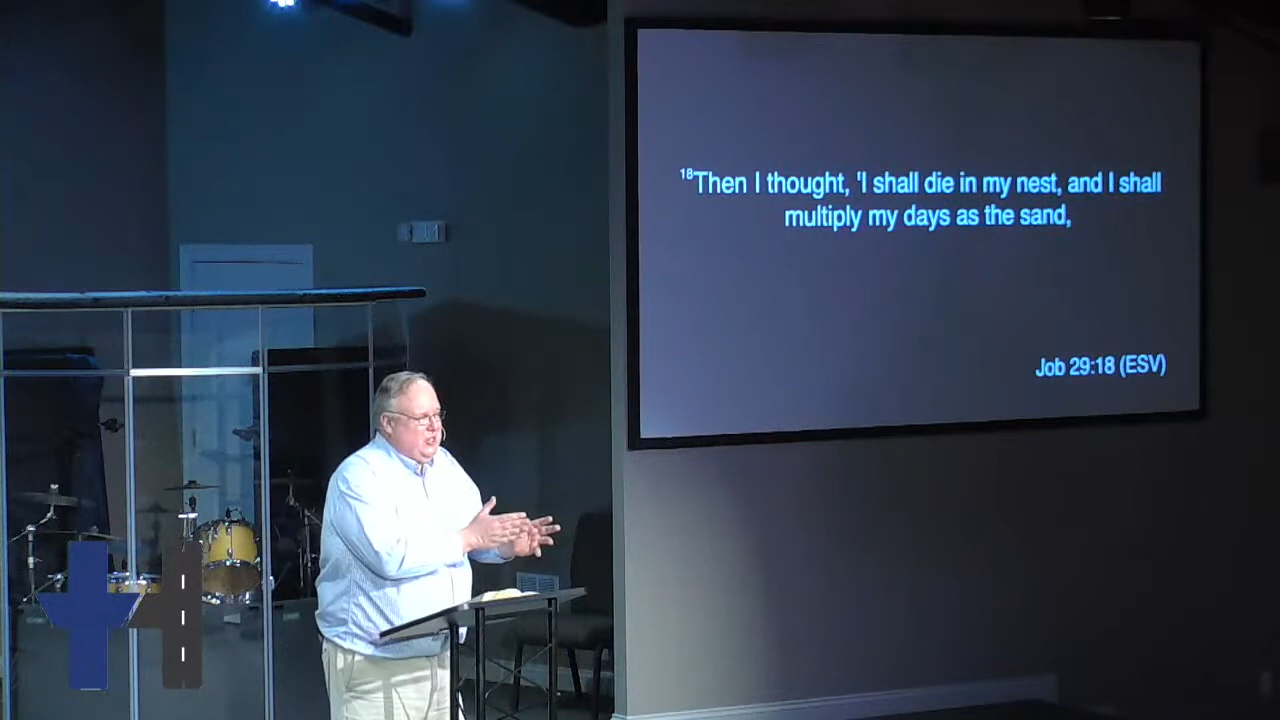 18Then I thought, 'I shall die in my nest, and I shall
multiply my days as the sand,
Job 29:18 (ESV)